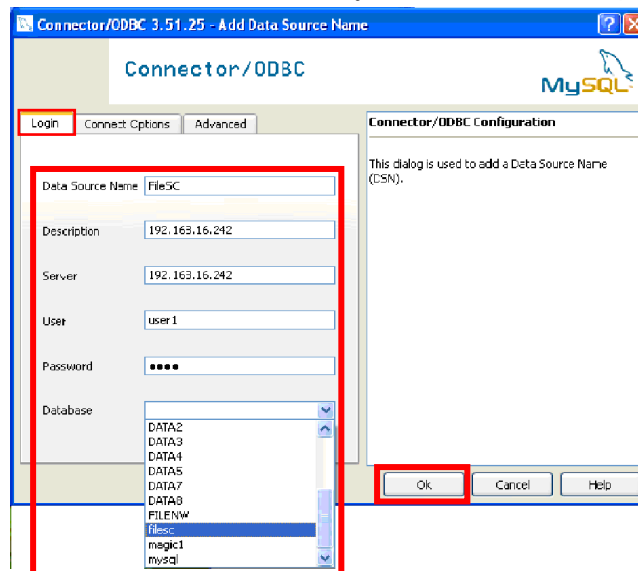 Connector/ODBC 3.51.25 - Add Data Source Name
Connector/ODBC
MySQL
Login Connect Options Advanced
Connector/ODBC Configuration
This dialog is used to add a Data Source Name
(DSN).
Data Source Name FileSC
Description 192.168.16.242
Server 192.168.16.242
User user1
Password ●●●●
Database
DATA2
DATA3
DATA4
DATA5
DATA7
DATA8
FILENW
filesc
magic1
mysql
Ok Cancel Help